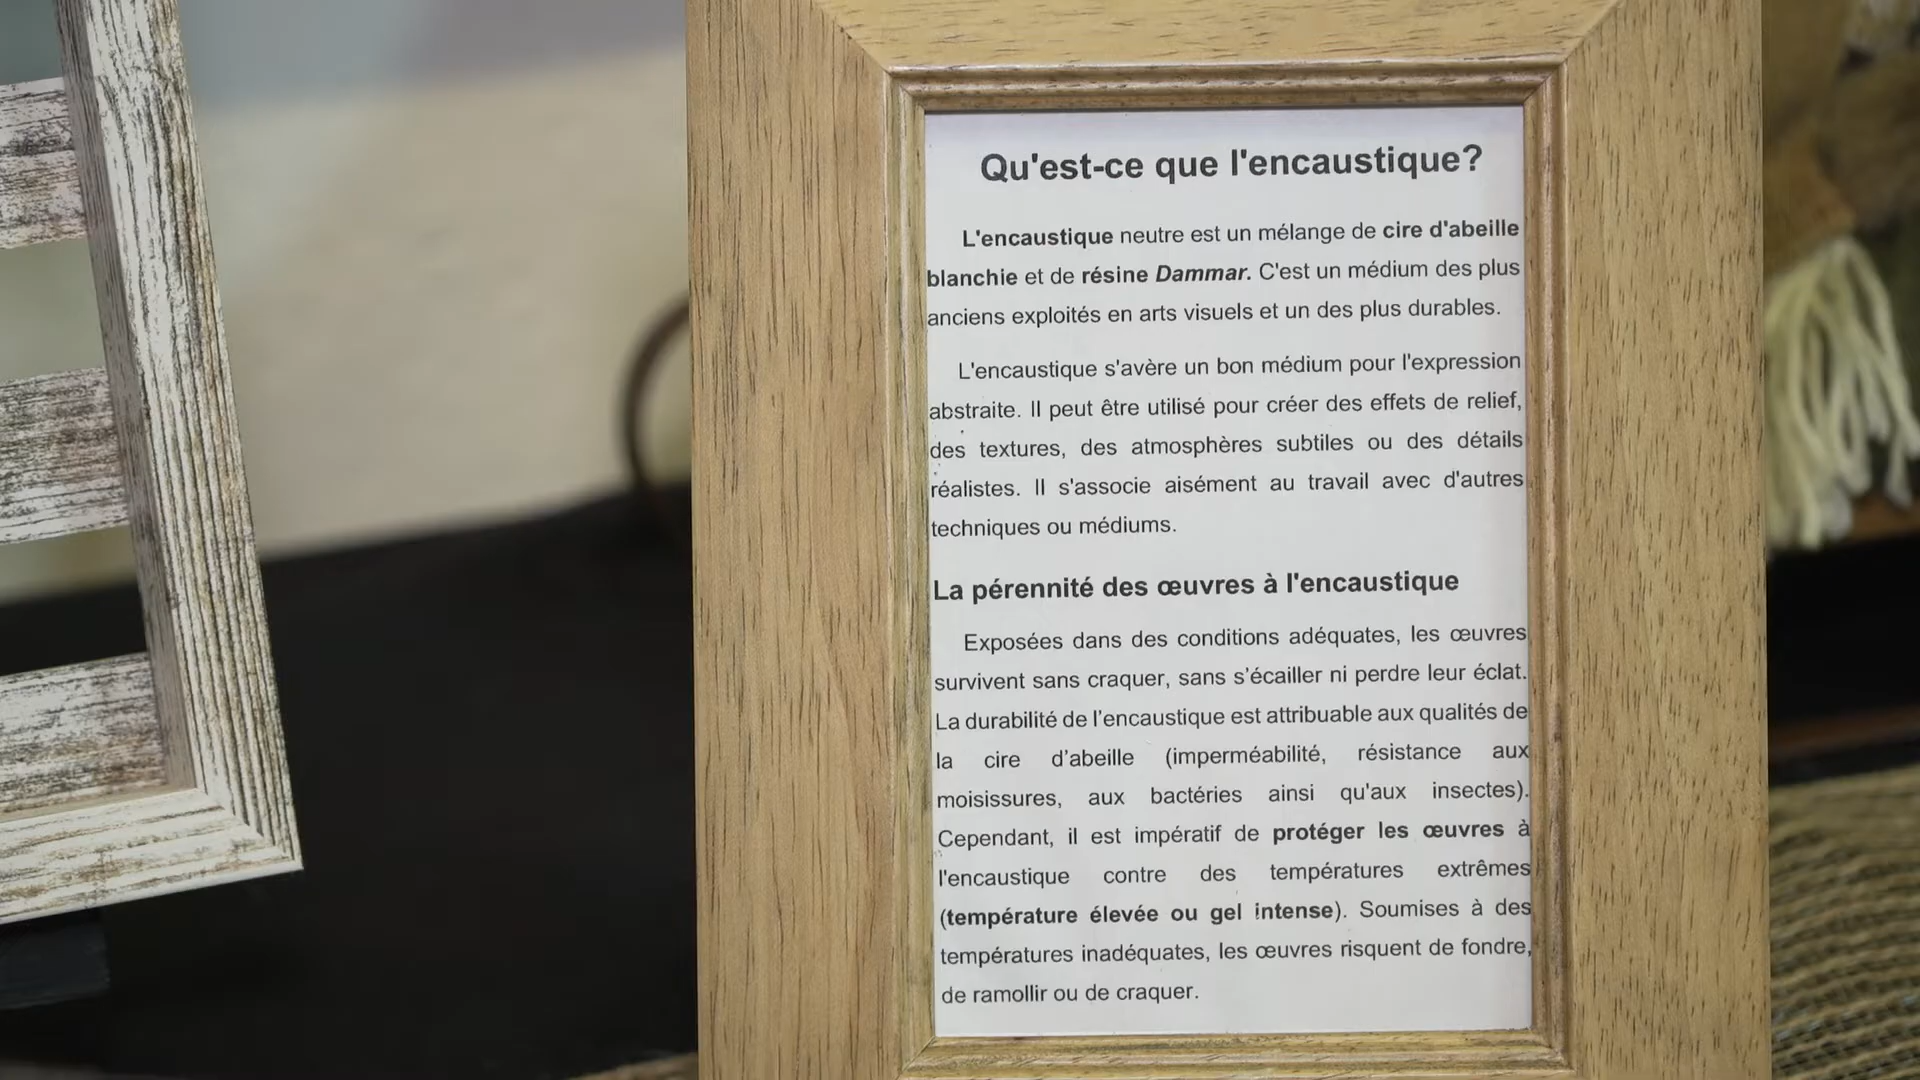 Qu'est-ce que l'encaustique?
L'encaustique neutre est un mélange de cire d'abeille
blanchie et de résine Dammar. C'est un médium des plus
anciens exploités en arts visuels et un des plus durables.
L'encaustique s'avère un bon médium pour l'expression
abstraite. Il peut être utilisé pour créer des effets de relief,
des textures, des atmosphères subtiles ou des détails
réalistes. Il s'associe aisément au travail avec d'autres
techniques ou médiums.
La pérennité des œuvres à l'encaustique
Exposées dans des conditions adéquates, les œuvres
survivent sans craquer, sans s’écailler ni perdre leur éclat.
La durabilité de l’encaustique est attribuable aux qualités de
la cire d’abeille (imperméabilité, résistance aux
moisissures, aux bactéries ainsi qu'aux insectes).
Cependant, il est impératif de protéger les œuvres à
l'encaustique contre des températures extrêmes
(température élevée ou gel intense). Soumises à des
températures inadéquates, les œuvres risquent de fondre,
de ramollir ou de craquer.